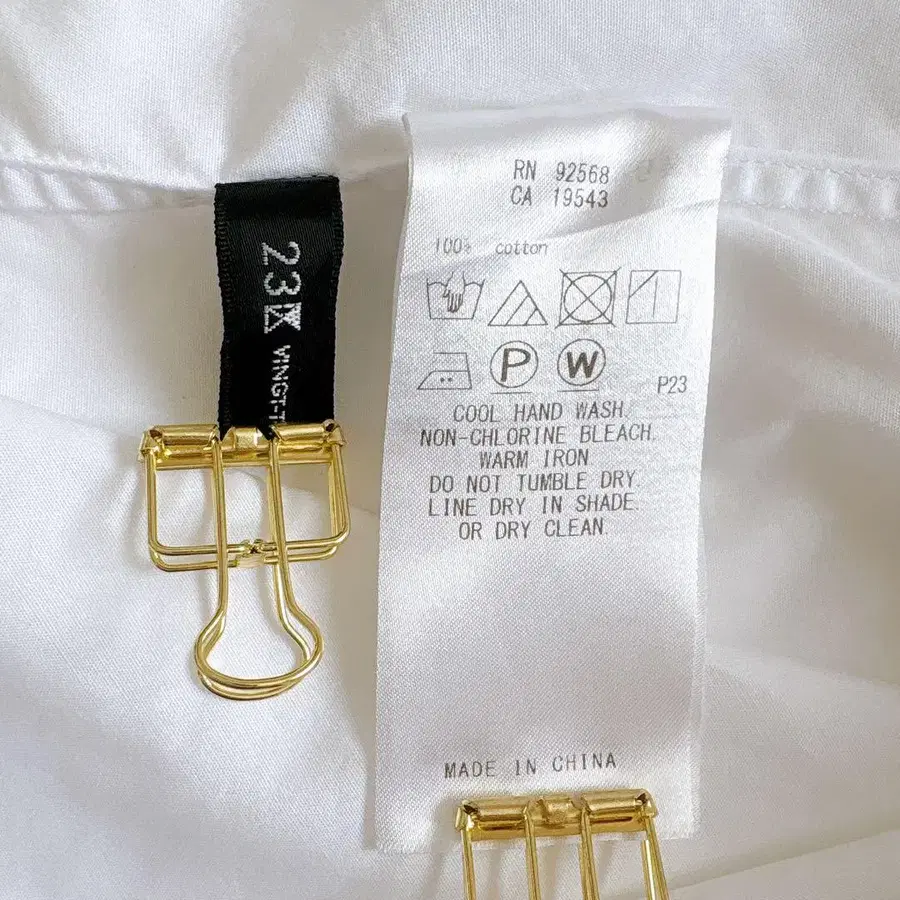 23区
RN 92568
CA 19543
100% cotton
P
W
P23
COOL HAND WASH.
NON-CHLORINE BLEACH.
WARM IRON
DO NOT TUMBLE DRY.
LINE DRY IN SHADE.
OR DRY CLEAN.
MADE IN CHINA